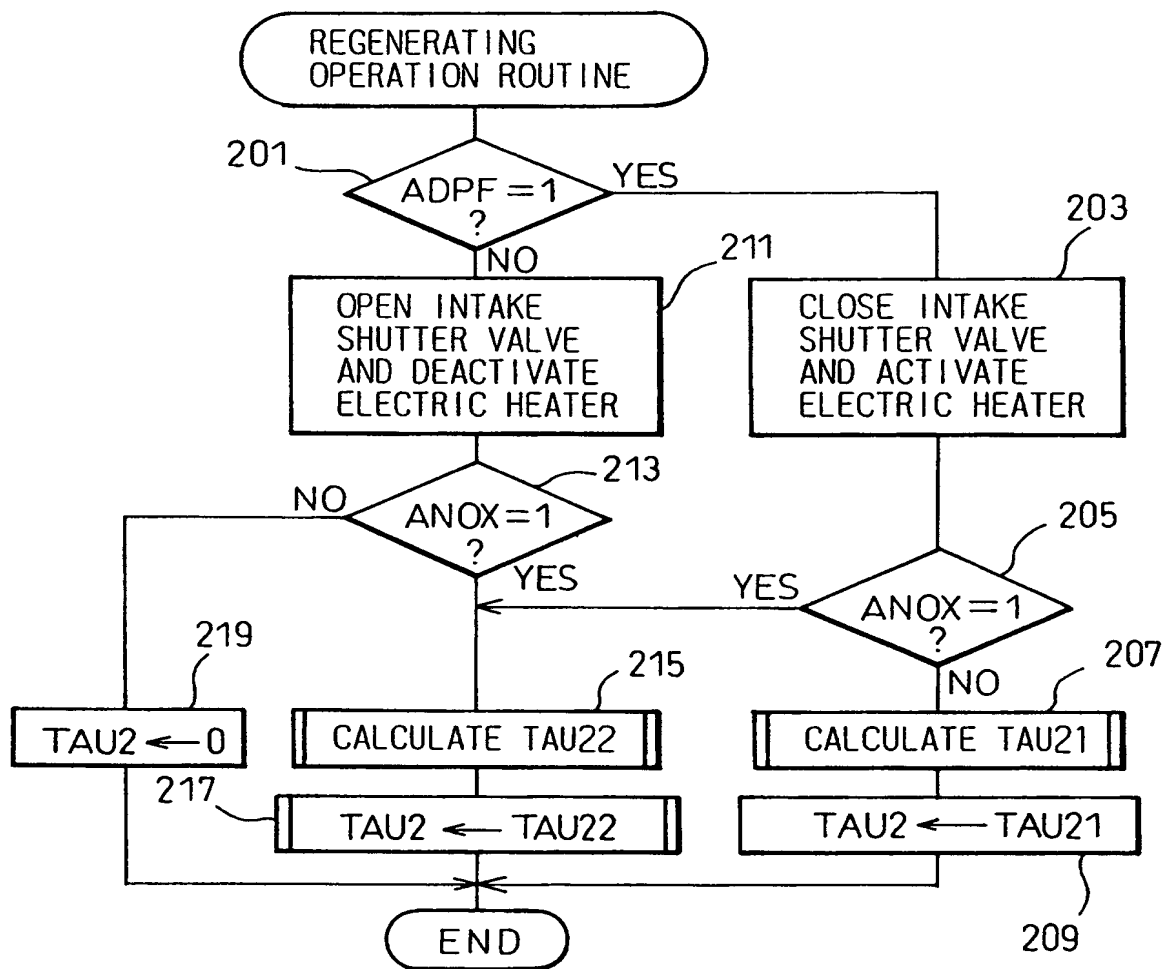 REGENERATING
OPERATION ROUTINE
201
ADPF=1
?
YES
NO
203
211
OPEN INTAKE
SHUTTER VALVE
AND DEACTIVATE
ELECTRIC HEATER
CLOSE INTAKE
SHUTTER VALVE
AND ACTIVATE
ELECTRIC HEATER
213
NO
ANOX=1
?
YES
205
YES
ANOX=1
?
NO
219
TAU2 ← 0
215
CALCULATE TAU22
207
CALCULATE TAU21
217
TAU2 ← TAU22
TAU2 ← TAU21
209
END